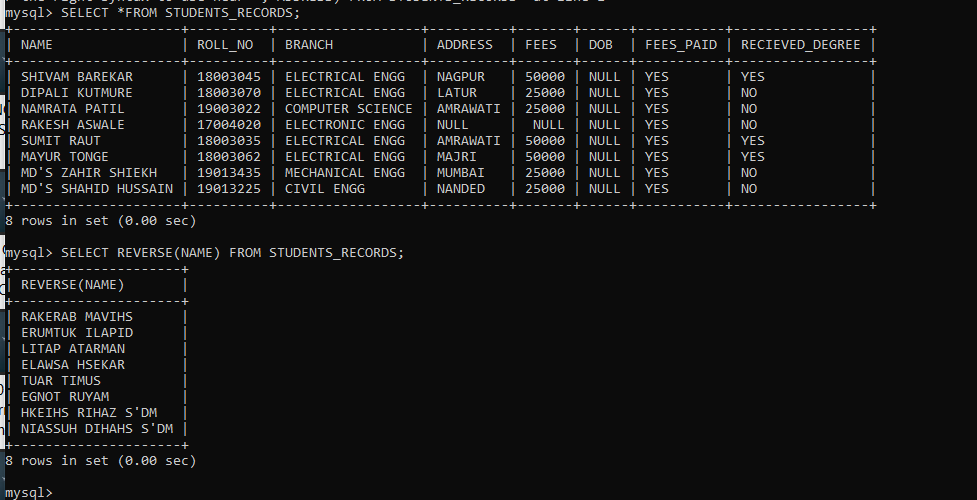 mysql> SELECT *FROM STUDENTS_RECORDS;
+---------------------+----------+------------------+----------+-------+------+-----------+-----------------+
| NAME                | ROLL_NO  | BRANCH           | ADDRESS  | FEES  | DOB  | FEES_PAID | RECIEVED_DEGREE |
+---------------------+----------+------------------+----------+-------+------+-----------+-----------------+
| SHIVAM BAREKAR      | 18003045 | ELECTRICAL ENGG  | NAGPUR   | 50000 | NULL | YES       | YES             |
| DIPALI KUTMURE      | 18003070 | ELECTRICAL ENGG  | LATUR    | 25000 | NULL | YES       | NO              |
| NAMRATA PATIL       | 19003022 | COMPUTER SCIENCE | AMRAWATI | 25000 | NULL | YES       | NO              |
| RAKESH ASWALE       | 17004020 | ELECTRONIC ENGG  | NULL     |  NULL | NULL | YES       | NO              |
| SUMIT RAUT          | 18003035 | ELECTRICAL ENGG  | AMRAWATI | 50000 | NULL | YES       | YES             |
| MAYUR TONGE         | 18003062 | ELECTRICAL ENGG  | MAJRI    | 50000 | NULL | YES       | YES             |
| MD'S ZAHIR SHIEKH   | 19013435 | MECHANICAL ENGG  | MUMBAI   | 25000 | NULL | YES       | NO              |
| MD'S SHAHID HUSSAIN | 19013225 | CIVIL ENGG       | NANDED   | 25000 | NULL | YES       | NO              |
+---------------------+----------+------------------+----------+-------+------+-----------+-----------------+
8 rows in set (0.00 sec)
mysql> SELECT REVERSE(NAME) FROM STUDENTS_RECORDS;
+---------------------+
| REVERSE(NAME)       |
+---------------------+
| RAKERAB MAVIHS      |
| ERUMTUK ILAPID      |
| LITAP ATARMAN       |
| ELAWSA HSEKAR       |
| TUAR TIMUS          |
| EGNOT RUYAM         |
| HKEIHS RIHAZ S'DM   |
| NIASSUH DIHAHS S'DM |
+---------------------+
8 rows in set (0.00 sec)
mysql>